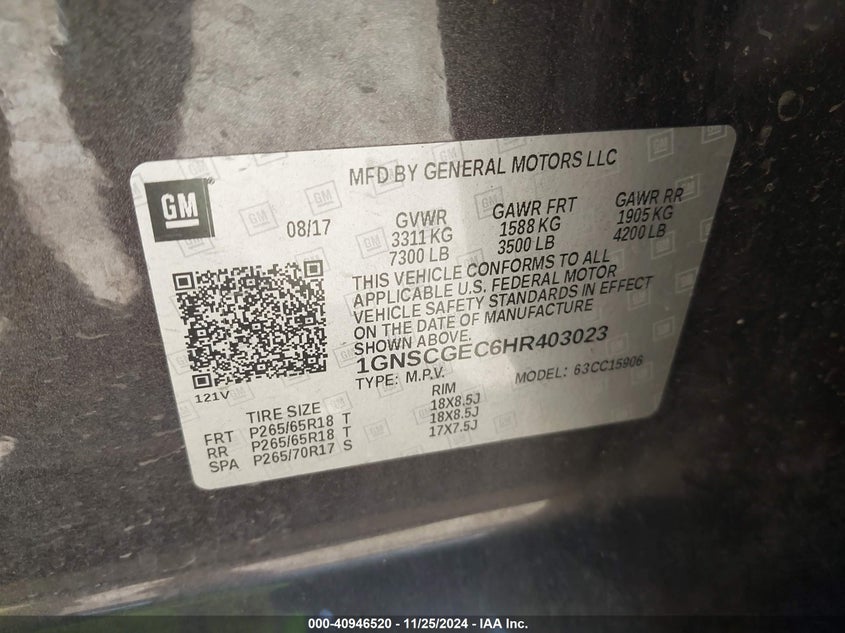 MFD BY GENERAL MOTORS LLC
GM
08/17
GVWR
3311 KG
7300 LB
GAWR FRT
1588 KG
3500 LB
GAWR RR
1905 KG
4200 LB
THIS VEHICLE CONFORMS TO ALL
APPLICABLE U.S. FEDERAL MOTOR
VEHICLE SAFETY STANDARDS IN EFFECT
ON THE DATE OF MANUFACTURE
SHOWN ABOVE.
1GNSCGEC6HR403023
TYPE: M.P.V.
MODEL: 63CC15906
121V
TIRE SIZE RIM
FRT P265/65R18 T 18X8.5J
RR P265/65R18 T 18X8.5J
SPA P265/70R17 S 17X7.5J
000-40946520 - 11/25/2024 - IAA Inc.